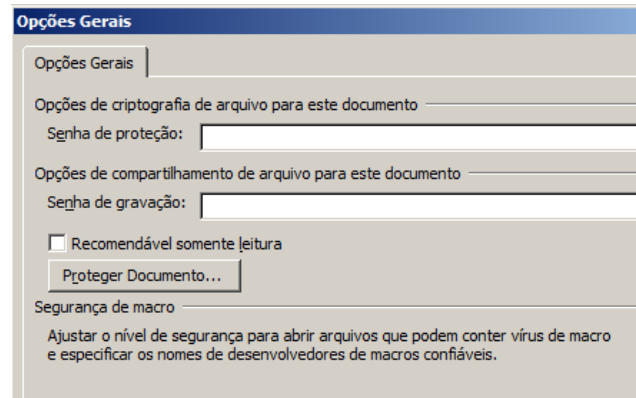 Opções Gerais
Opções Gerais
Opções de criptografia de arquivo para este documento
Senha de proteção:
Opções de compartilhamento de arquivo para este documento
Senha de gravação:
Recomendável somente leitura
Proteger Documento...
Segurança de macro
Ajustar o nível de segurança para abrir arquivos que podem conter vírus de macro
e especificar os nomes de desenvolvedores de macros confiáveis.